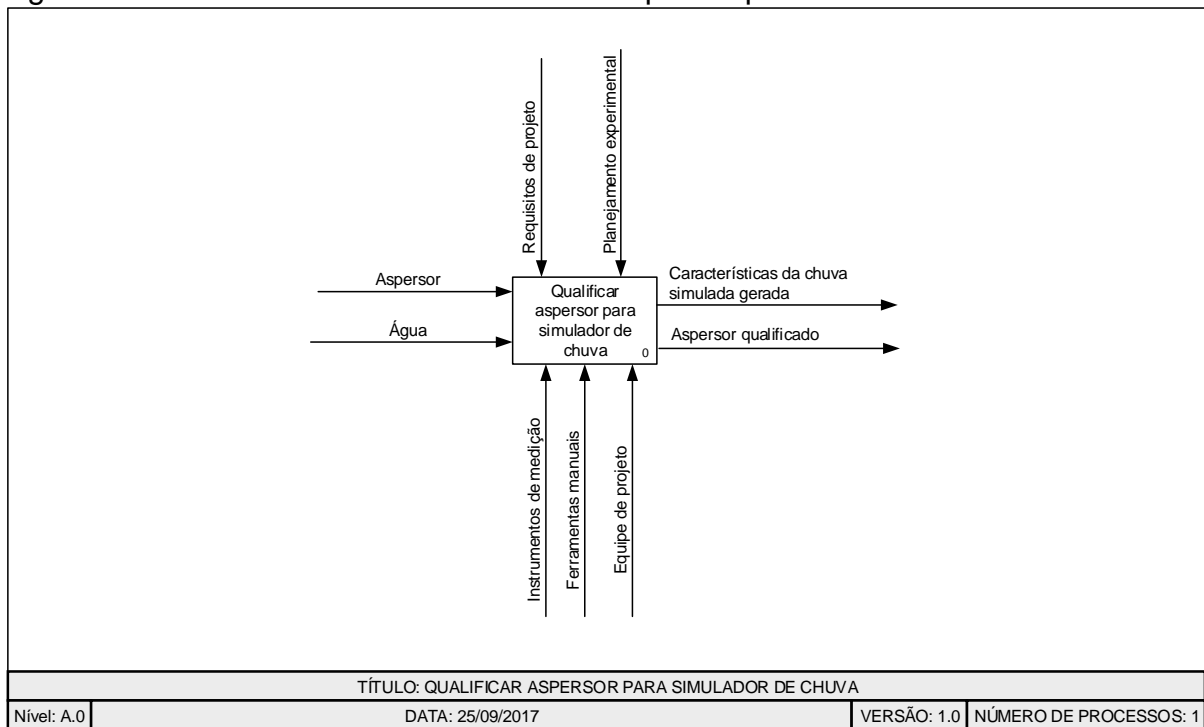 Requisitos de projeto
Planejamento experimental
Aspersor
Água
Qualificar
aspersor para
simulador de
chuva
0
Características da chuva
simulada gerada
Aspersor qualificado
Instrumentos de medição
Ferramentas manuais
Equipe de projeto
TÍTULO: QUALIFICAR ASPERSOR PARA SIMULADOR DE CHUVA
Nível: A.0 DATA: 25/09/2017 VERSÃO: 1.0 NÚMERO DE PROCESSOS: 1